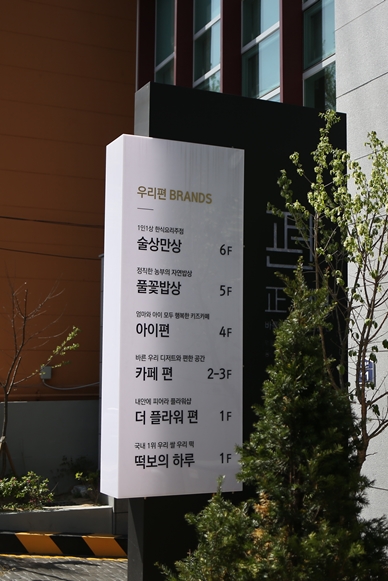 우리편 BRANDS
1인1상 한식요리주점
술상만상 6F
정직한 농부의 자연밥상
풀꽃밥상 5F
엄마와 아이 모두 행복한 키즈카페
아이편 4F
바른 우리 디저트와 편한 공간
카페 편 2-3F
내안에 피어라 플라워샵
더 플라워 편 1F
국내 1위 우리 쌀 우리 떡
떡보의 하루 1F